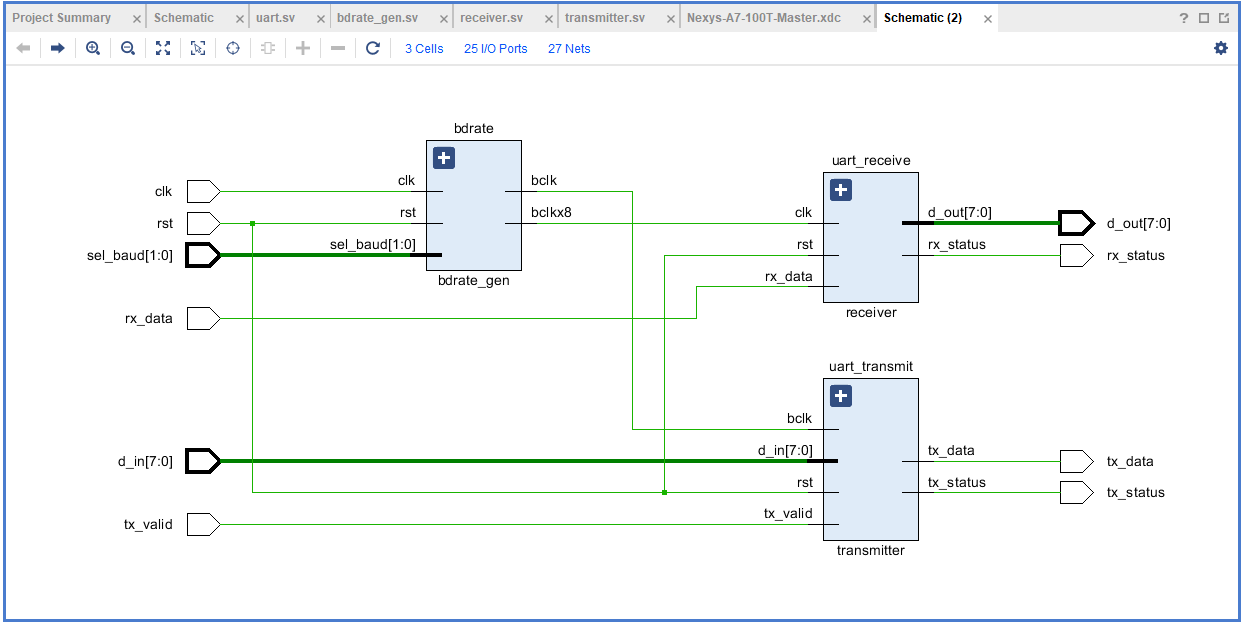 Project Summary × Schematic × uart.sv × bdrate_gen.sv × receiver.sv × transmitter.sv × Nexys-A7-100T-Master.xdc × Schematic (2) × ?
3 Cells 25 I/O Ports 27 Nets
bdrate
clk
rst
sel_baud[1:0]
rx_data
d_in[7:0]
tx_valid
clk
rst
sel_baud[1:0]
bclk
bclkx8
bdrate_gen
uart_receive
clk
rst
rx_data
d_out[7:0]
rx_status
receiver
d_out[7:0]
rx_status
uart_transmit
bclk
d_in[7:0]
rst
tx_valid
tx_data
tx_status
transmitter
tx_data
tx_status